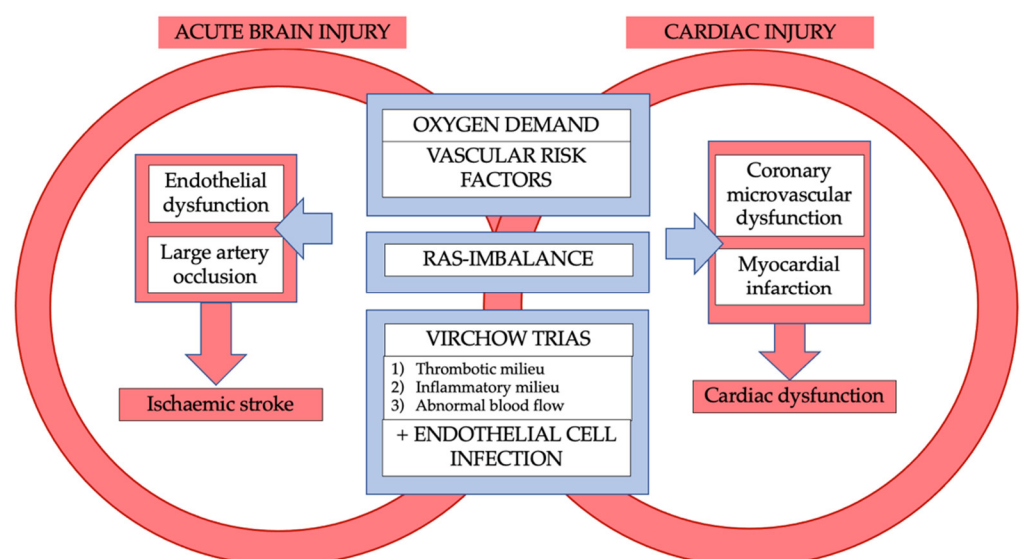 ACUTE BRAIN INJURY
CARDIAC INJURY
OXYGEN DEMAND
VASCULAR RISK
FACTORS
Endothelial
dysfunction
Large artery
occlusion
Ischaemic stroke
RAS-IMBALANCE
Coronary
microvascular
dysfunction
Myocardial
infarction
Cardiac dysfunction
VIRCHOW TRIAS
1) Thrombotic milieu
2) Inflammatory milieu
3) Abnormal blood flow
+ ENDOTHELIAL CELL
INFECTION